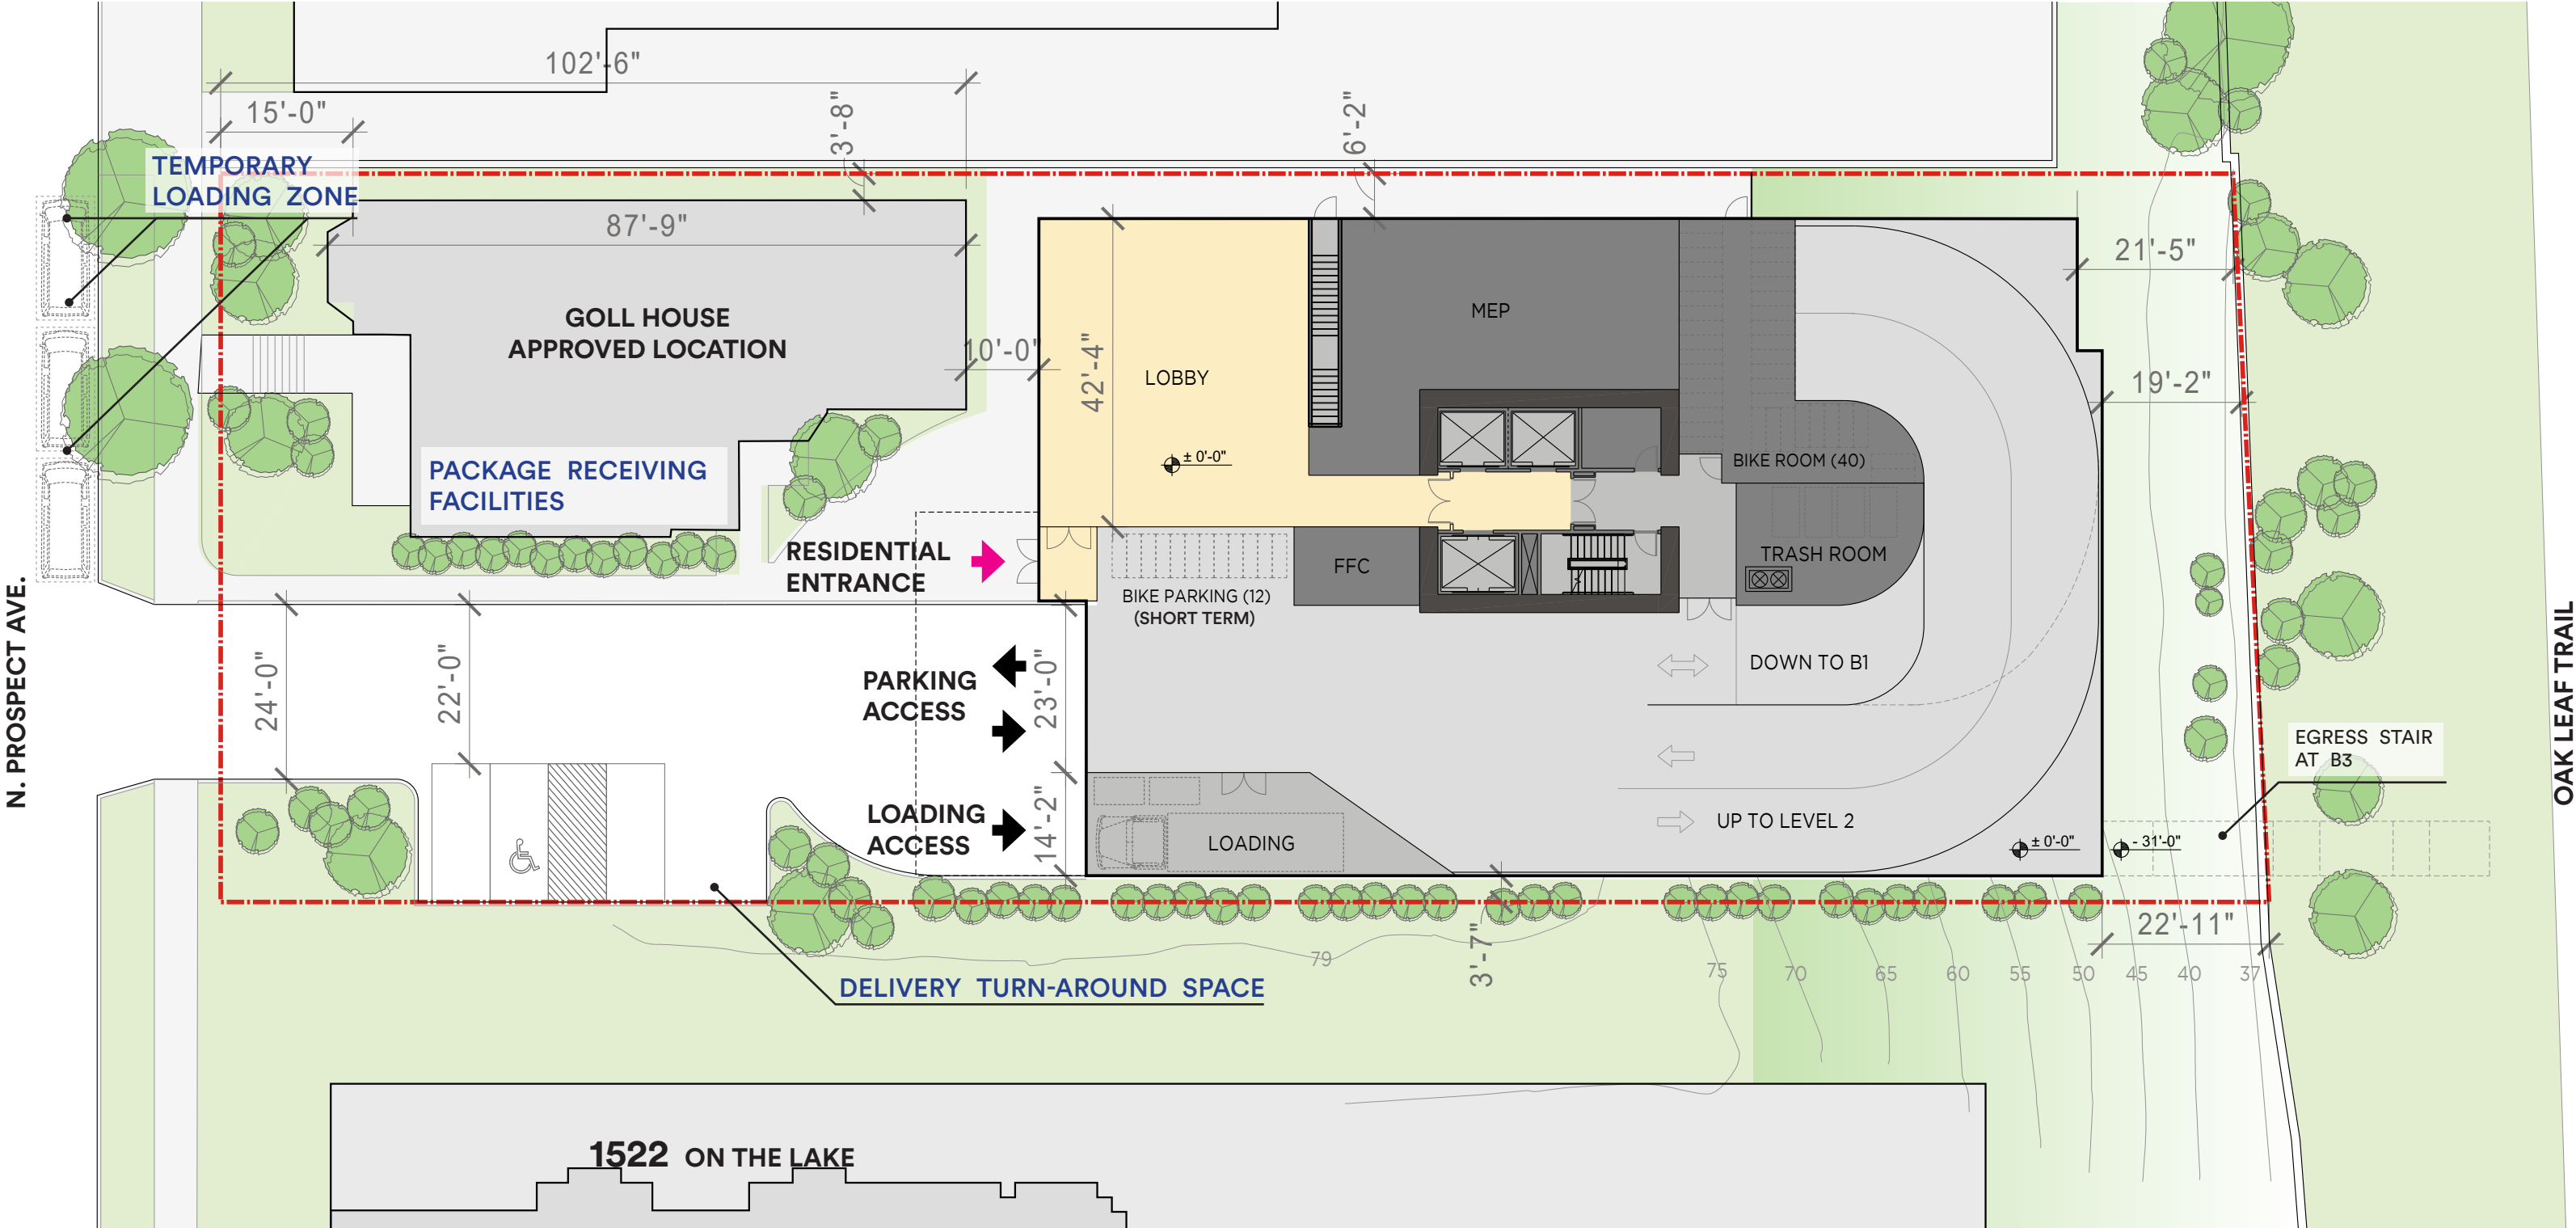 102'-6"
15'-0"
3'-8"
6'-2"
TEMPORARY
LOADING ZONE
87'-9"
21'-5"
GOLL HOUSE
APPROVED LOCATION
10'-0"
42'-4"
LOBBY
MEP
19'-2"
± 0'-0"
BIKE ROOM (40)
PACKAGE RECEIVING
FACILITIES
RESIDENTIAL
ENTRANCE
FFC
TRASH ROOM
BIKE PARKING (12)
(SHORT TERM)
N. PROSPECT AVE.
24'-0"
22'-0"
PARKING
ACCESS
23'-0"
DOWN TO B1
OAK LEAF TRAIL
EGRESS STAIR
AT B3
LOADING
ACCESS
14'-2"
LOADING
UP TO LEVEL 2
± 0'-0"
- 31'-0"
22'-11"
3'-7"
79
75
70
65
60
55
50
45
40
37
DELIVERY TURN-AROUND SPACE
1522 ON THE LAKE